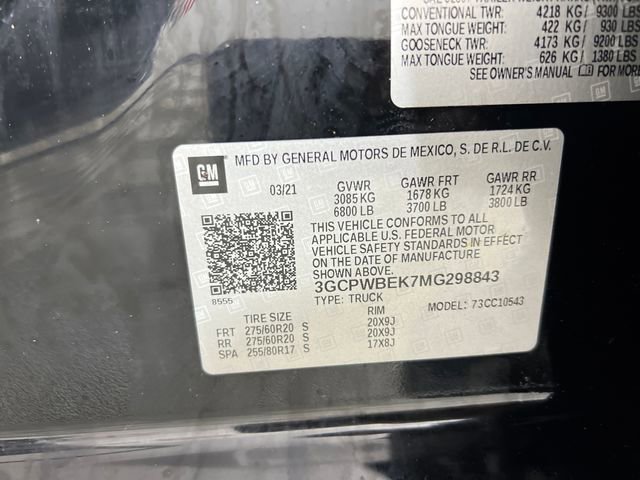 CONVENTIONAL TWR: 4218 KG / 9300 LBS
MAX TONGUE WEIGHT: 422 KG / 930 LBS
GOOSENECK TWR: 4173 KG / 9200 LBS
MAX TONGUE WEIGHT: 626 KG / 1380 LBS
SEE OWNER'S MANUAL FOR MORE
GM MFD BY GENERAL MOTORS DE MEXICO, S. DE R.L. DE C.V.
03/21 GVWR GAWR FRT GAWR RR
3085 KG 1678 KG 1724 KG
6800 LB 3700 LB 3800 LB
THIS VEHICLE CONFORMS TO ALL
APPLICABLE U.S. FEDERAL MOTOR
VEHICLE SAFETY STANDARDS IN EFFECT
ON THE DATE OF MANUFACTURE
SHOWN ABOVE.
3GCPWBEK7MG298843
8555 TYPE: TRUCK MODEL: 73CC10543
TIRE SIZE RIM
FRT 275/60R20 S 20X9J
RR 275/60R20 S 20X9J
SPA 255/80R17 S 17X8J